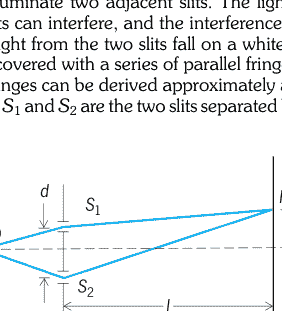 uminate two adjacent slits. The ligh
ts can interfere, and the interference
ght from the two slits fall on a white
covered with a series of parallel fring
nges can be derived approximately a
S₁ and S₂ are the two slits separated
d
S₁
S₂
l